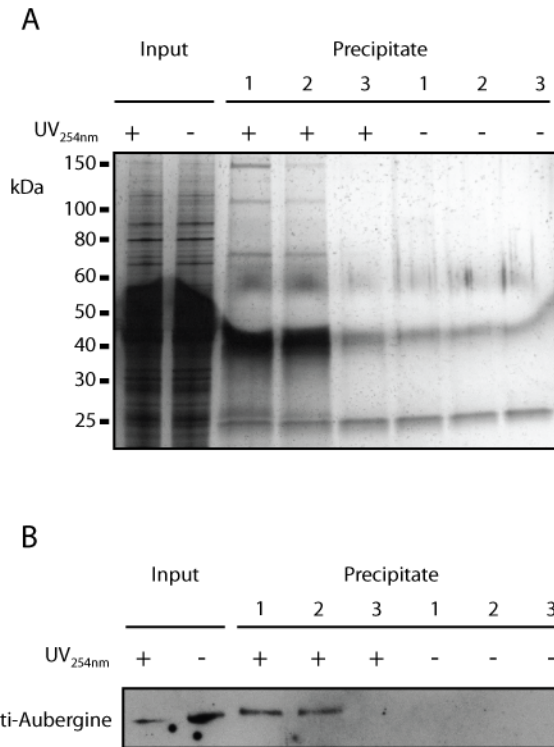 A
Input Precipitate
1 2 3 1 2 3
UV254nm + - + + + - - -
kDa
150
100
80
60
50
40
30
25
B
Input Precipitate
1 2 3 1 2 3
UV254nm + - + + + - - -
ti-Aubergine